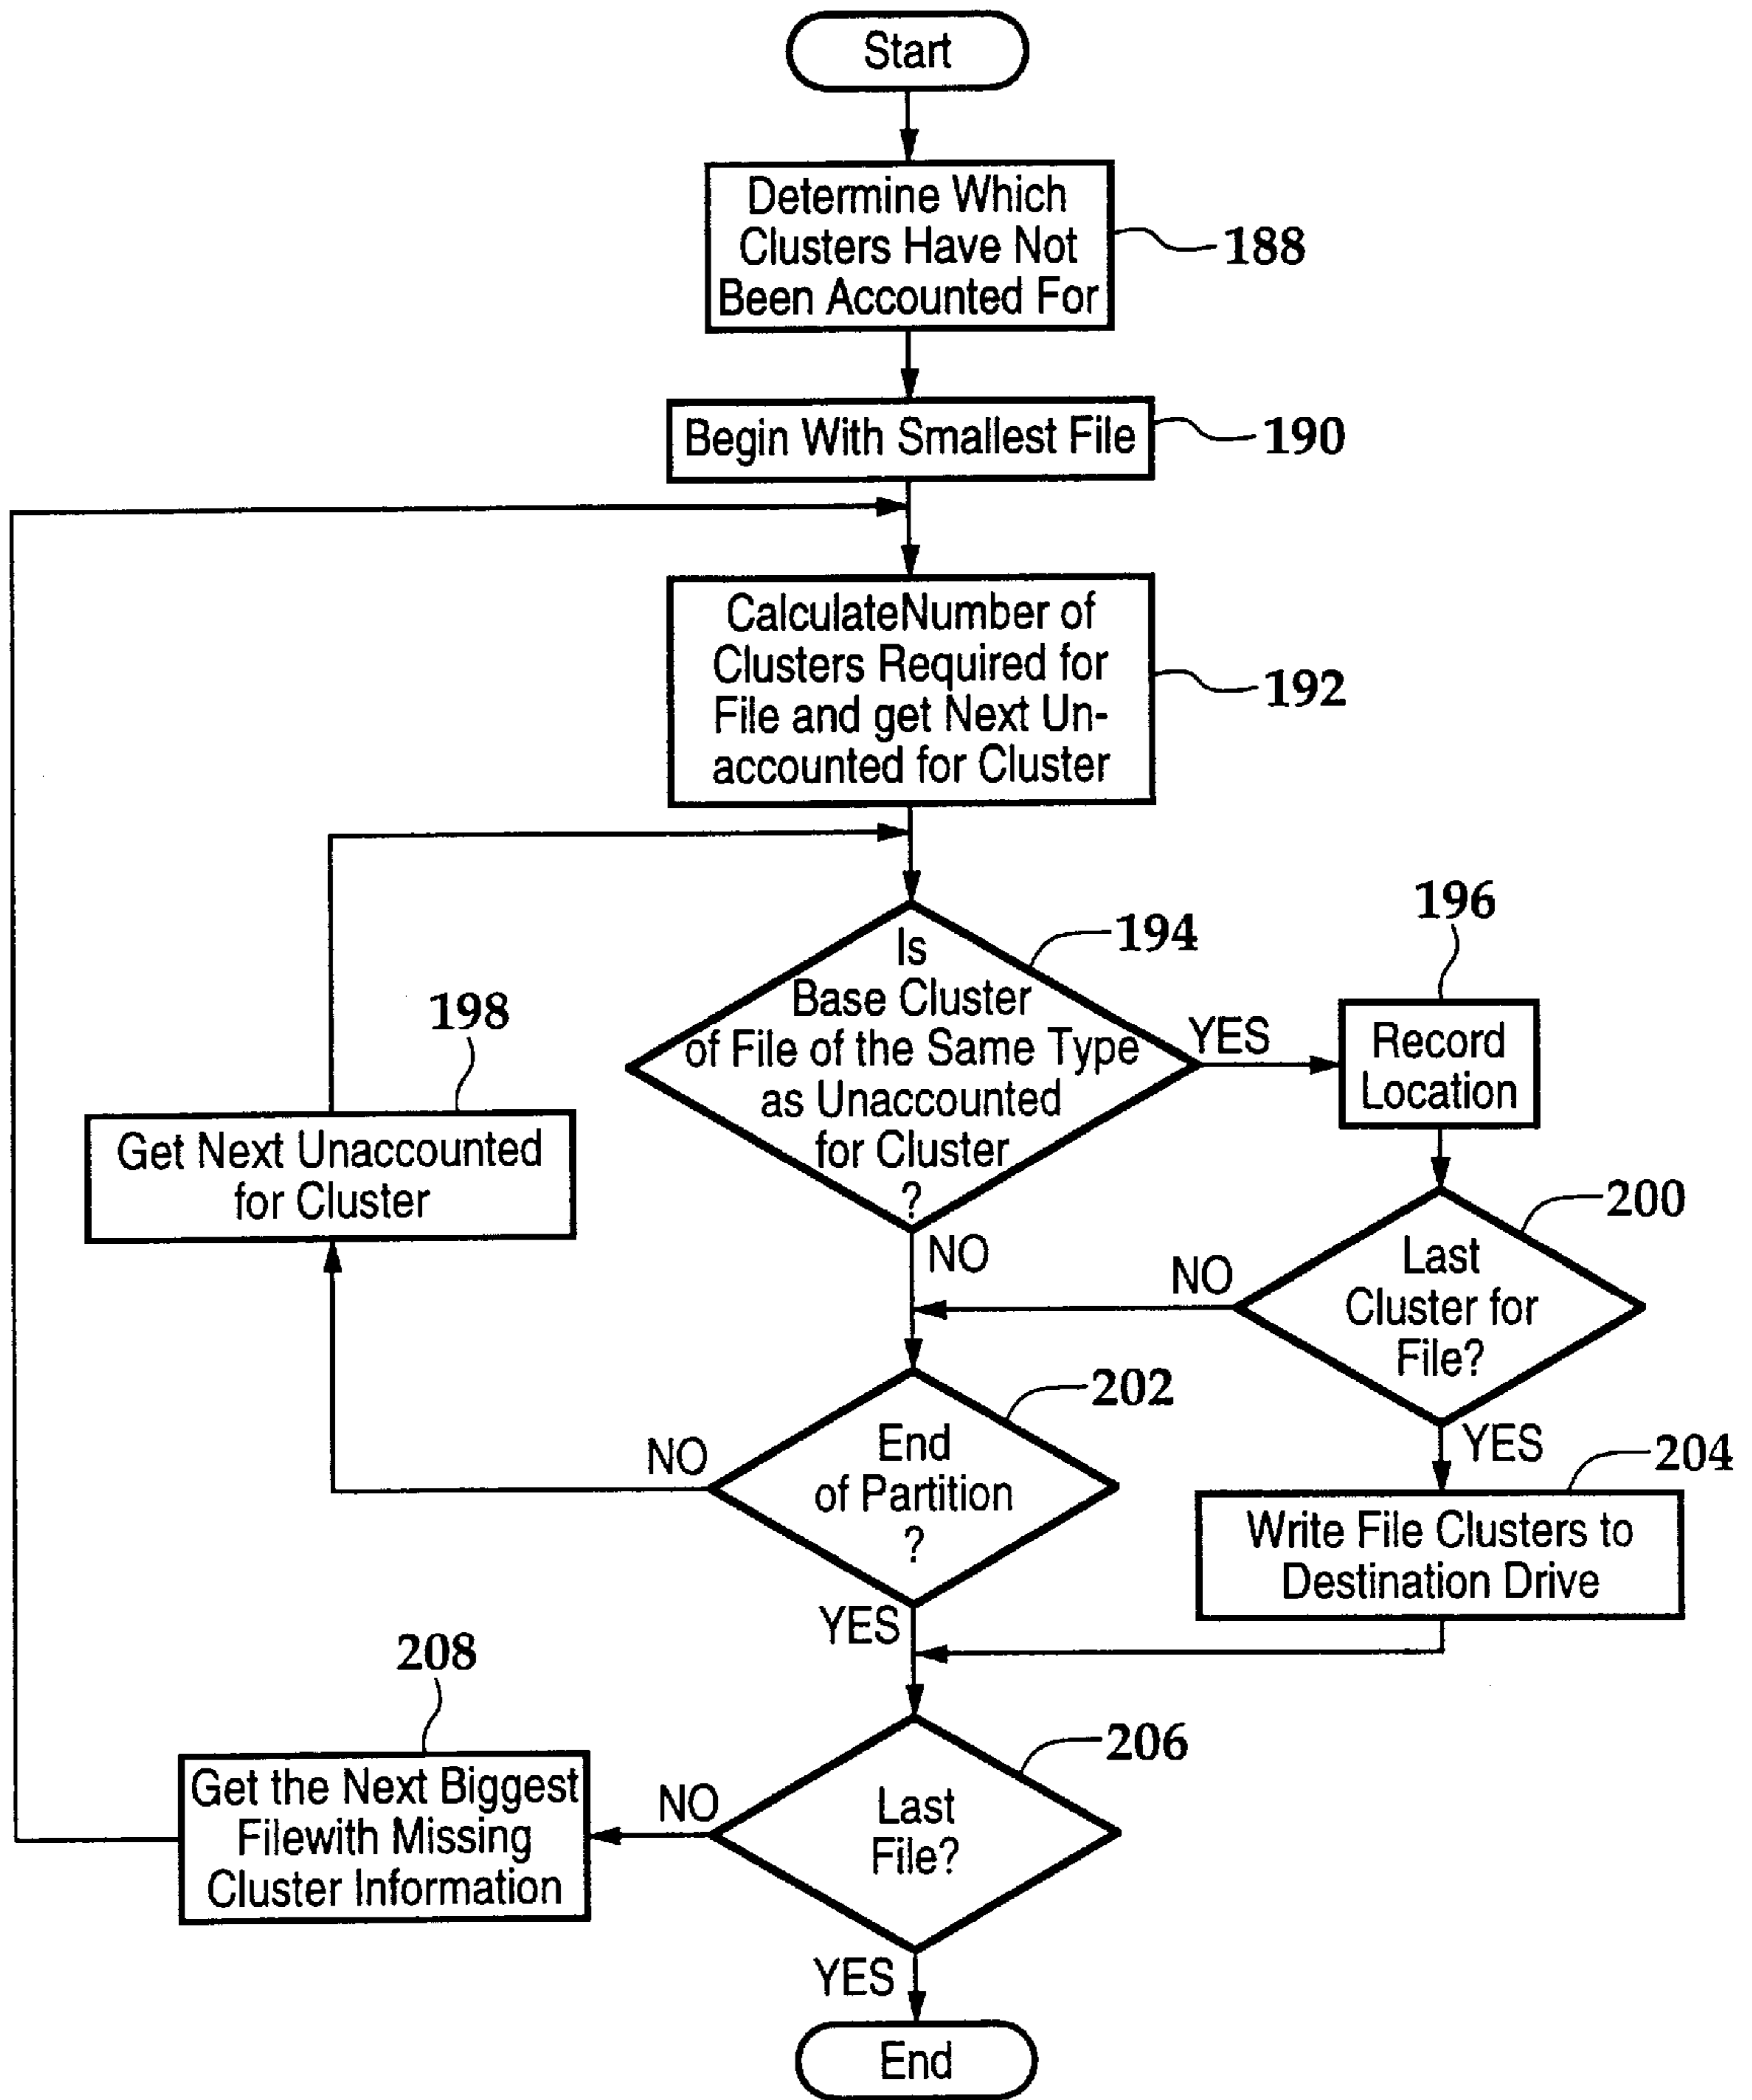 Start
Determine Which
Clusters Have Not
Been Accounted For
188
Begin With Smallest File
190
CalculateNumber of
Clusters Required for
File and get Next Un-
accounted for Cluster
192
Is
Base Cluster
of File of the Same Type
as Unaccounted
for Cluster
?
194
YES
196
Record
Location
198
Get Next Unaccounted
for Cluster
NO
200
Last
Cluster for
File?
NO
YES
202
End
of Partition
?
NO
YES
204
Write File Clusters to
Destination Drive
206
Last
File?
NO
208
Get the Next Biggest
Filewith Missing
Cluster Information
YES
End